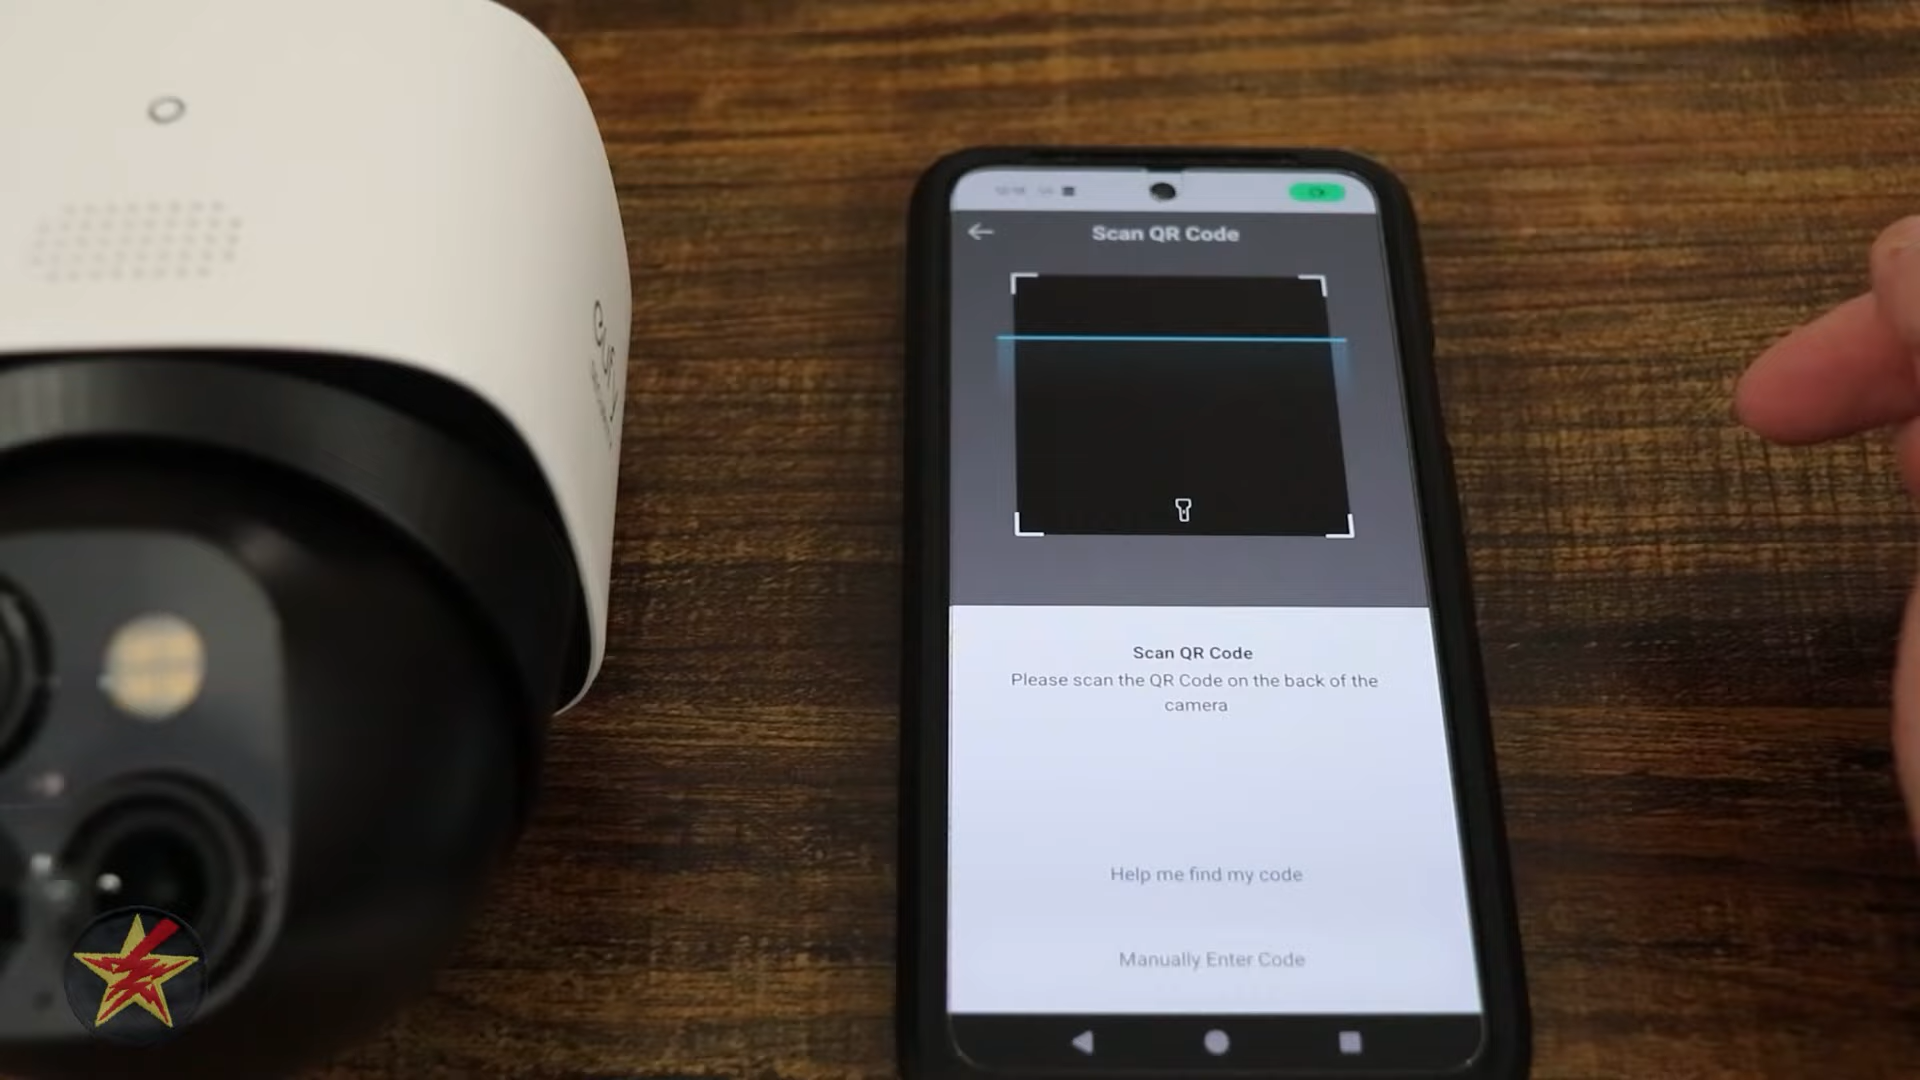 eufy
Scan QR Code
Scan QR Code
Please scan the QR Code on the back of the
camera
Help me find my code
Manually Enter Code